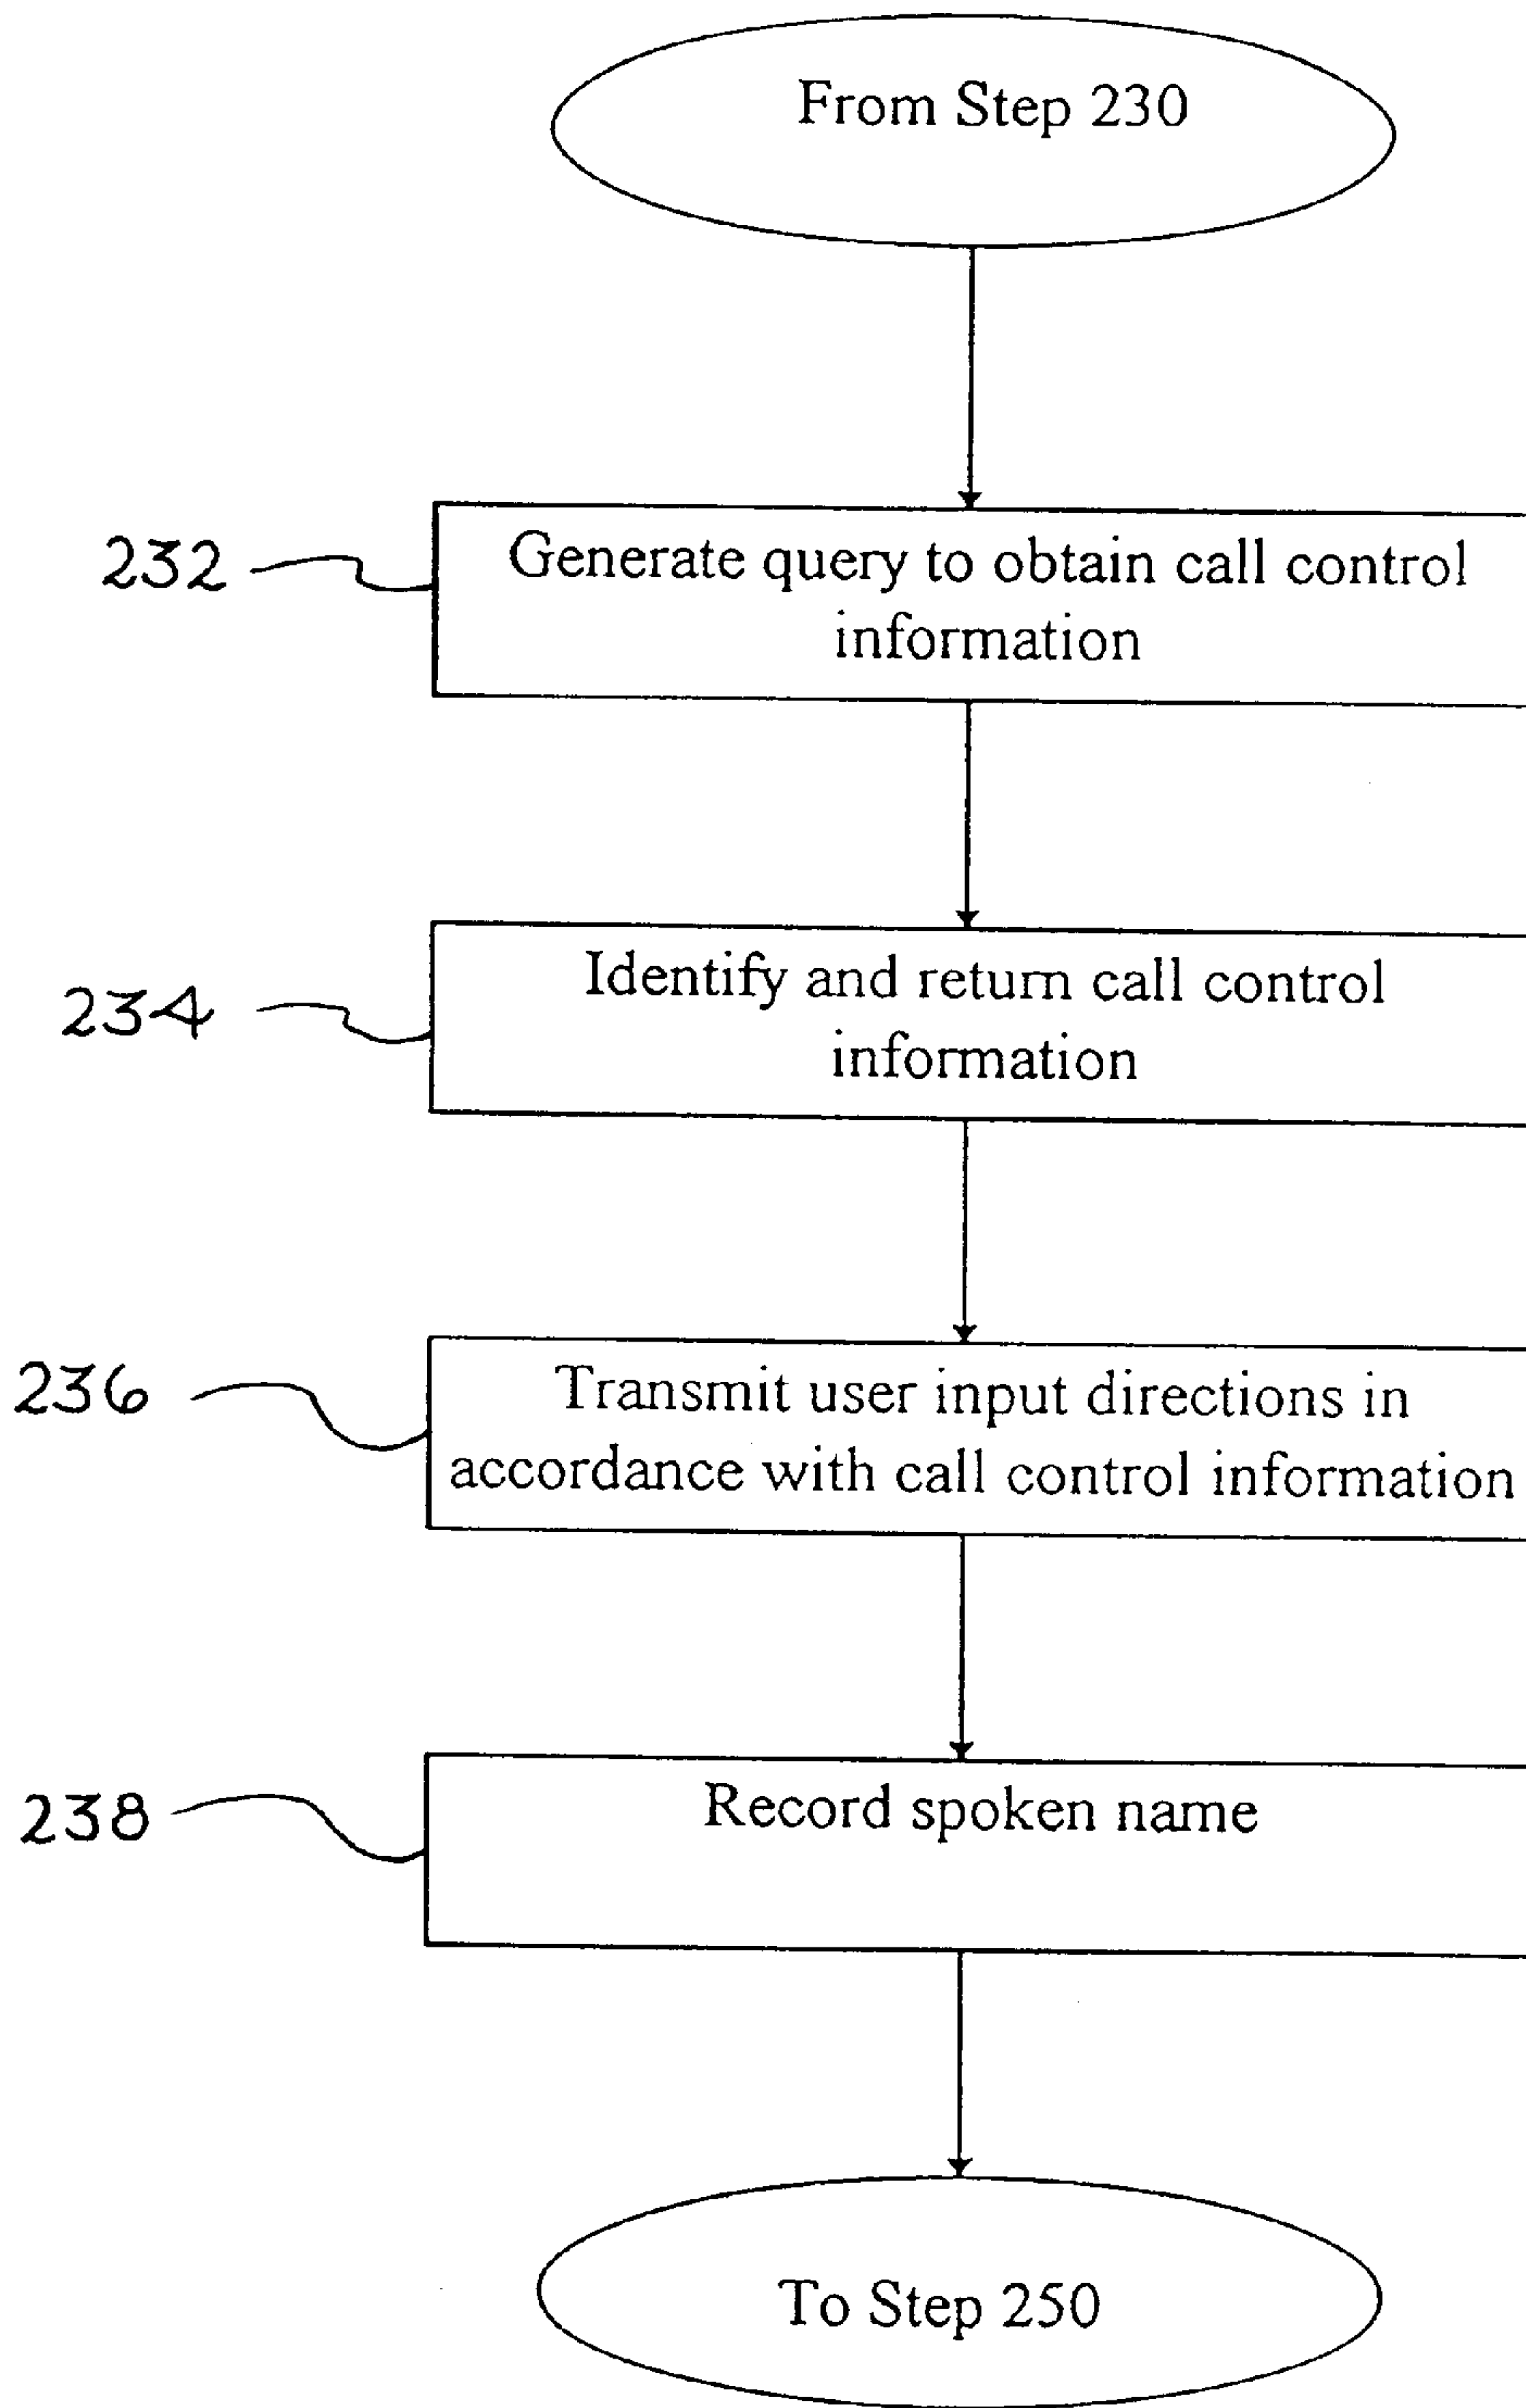 From Step 230
232
Generate query to obtain call control
information
234
Identify and return call control
information
236
Transmit user input directions in
accordance with call control information
238
Record spoken name
To Step 250